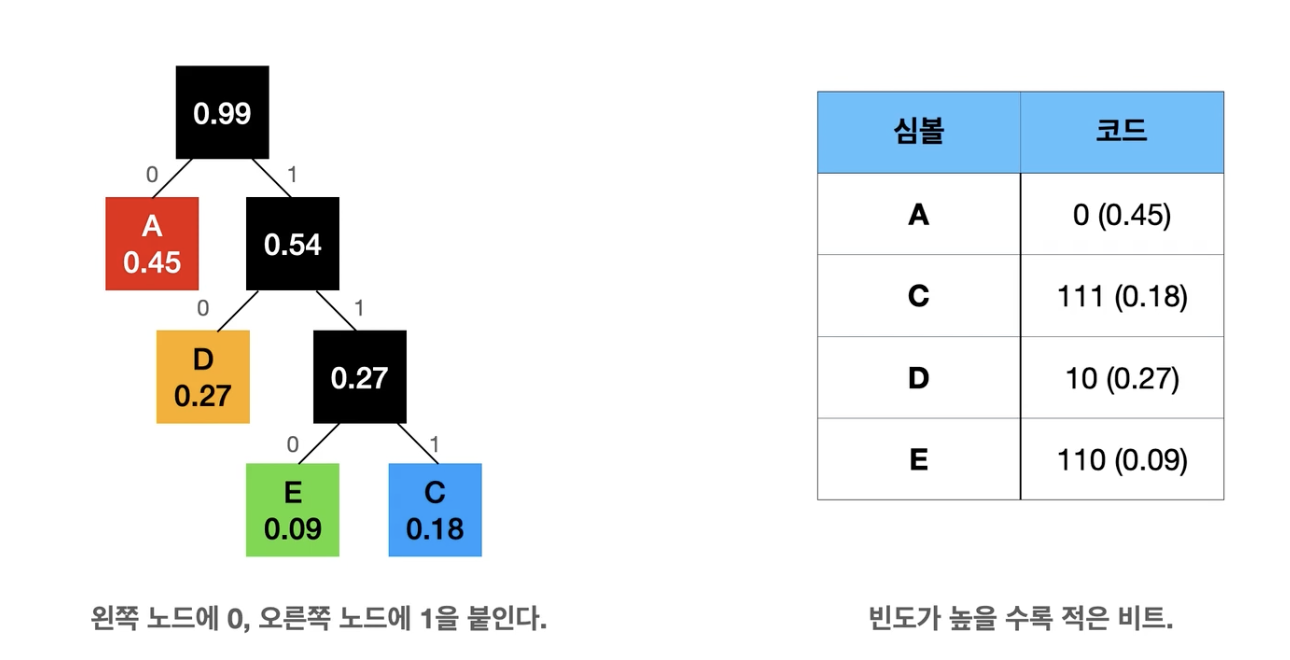 0.99
0 1
A
0.45
0.54
0 1
D
0.27
0.27
0 1
E
0.09
C
0.18
왼쪽 노드에 0, 오른쪽 노드에 1을 붙인다.
심볼 코드
A 0 (0.45)
C 111 (0.18)
D 10 (0.27)
E 110 (0.09)
빈도가 높을 수록 적은 비트.